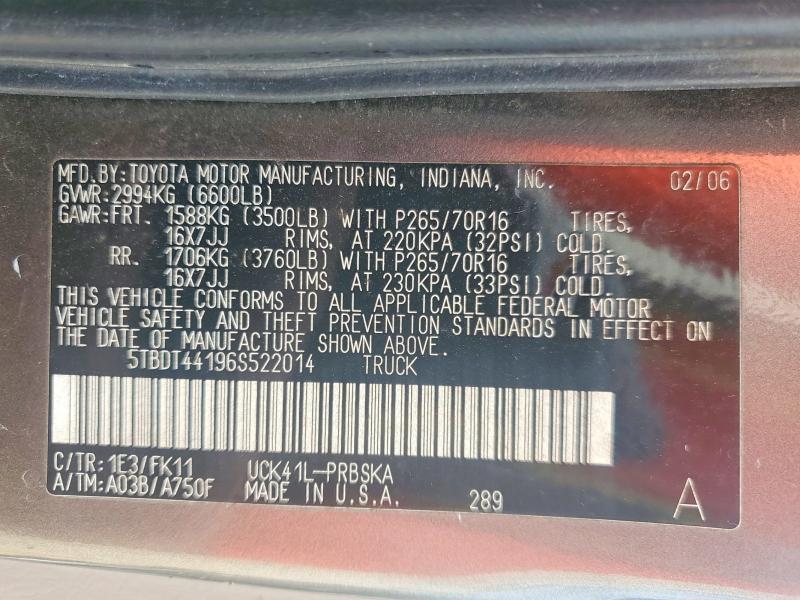 MFD.BY:TOYOTA MOTOR MANUFACTURING, INDIANA, INC. 02/06
GVWR:2994KG (6600LB)
GAWR:FRT. 1588KG (3500LB) WITH P265/70R16 TIRES,
16X7JJ RIMS, AT 220KPA (32PSI) COLD.
RR. 1706KG (3760LB) WITH P265/70R16 TIRES,
16X7JJ RIMS, AT 230KPA (33PSI) COLD.
THIS VEHICLE CONFORMS TO ALL APPLICABLE FEDERAL MOTOR
VEHICLE SAFETY AND THEFT PREVENTION STANDARDS IN EFFECT ON
THE DATE OF MANUFACTURE SHOWN ABOVE.
5TBDT44196S522014 TRUCK
C/TR:1E3/FK11 UCK41L-PRBSKA
A/TM:A03B/A750F MADE IN U.S.A. 289 A